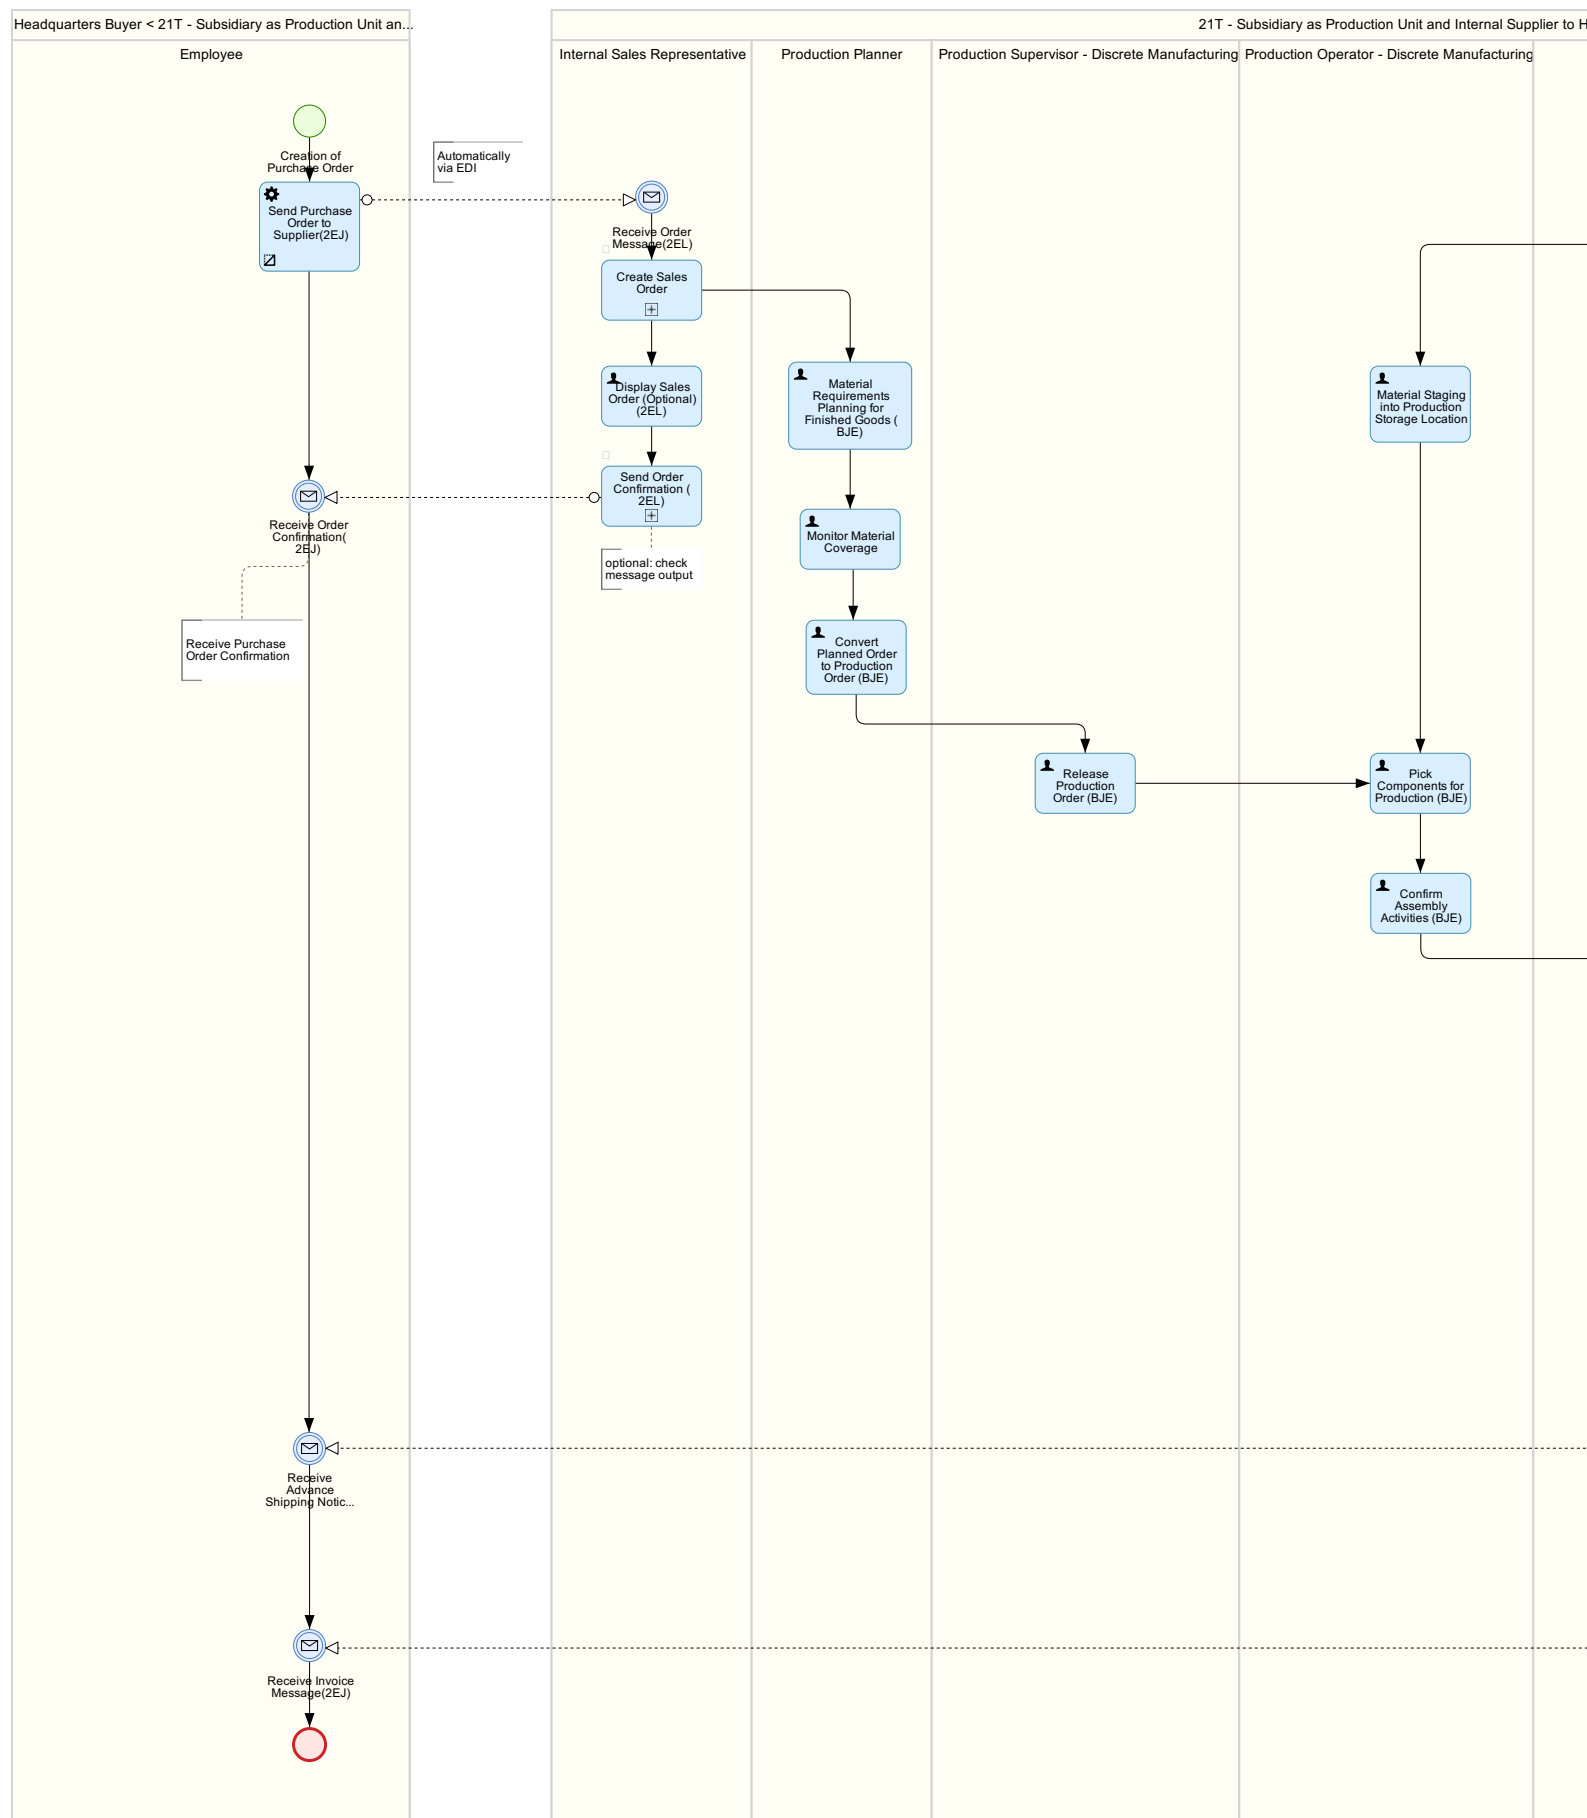 Headquarters Buyer < 21T - Subsidiary as Production Unit an...
21T - Subsidiary as Production Unit and Internal Supplier to H
Employee
Internal Sales Representative
Production Planner
Production Supervisor - Discrete Manufacturing
Production Operator - Discrete Manufacturing
Creation of
Purchase Order
Automatically
via EDI
Send Purchase
Order to
Supplier(2EJ)
Receive Order
Message(2EL)
Create Sales
Order
Display Sales
Order (Optional)
(2EL)
Material
Requirements
Planning for
Finished Goods (
BJE)
Material Staging
into Production
Storage Location
Send Order
Confirmation (
2EL)
Receive Order
Confirmation(
2EJ)
Monitor Material
Coverage
optional: check
message output
Receive Purchase
Order Confirmation
Convert
Planned Order
to Production
Order (BJE)
Release
Production
Order (BJE)
Pick
Components for
Production (BJE)
Confirm
Assembly
Activities (BJE)
Receive
Advance
Shipping Notic...
Receive Invoice
Message(2EJ)